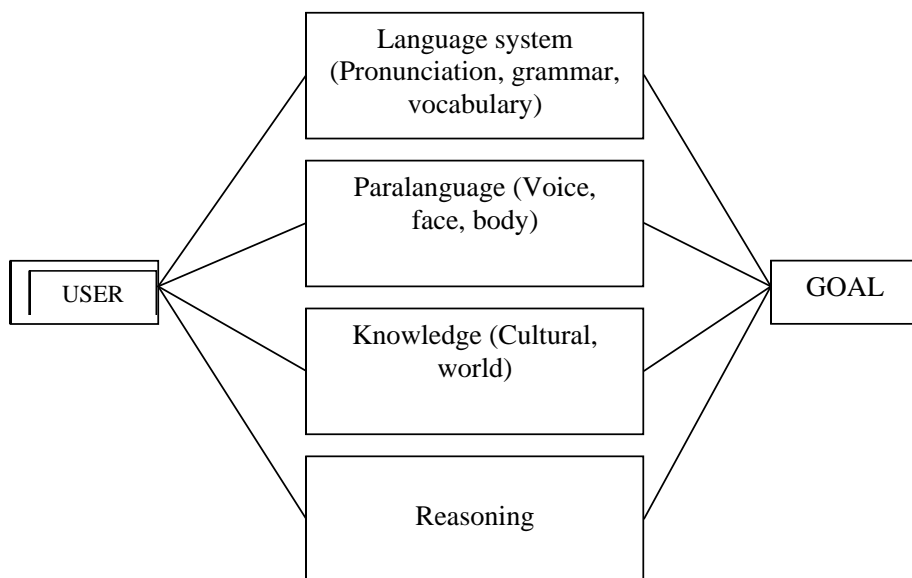 Language system
(Pronunciation, grammar,
vocabulary)
Paralanguage (Voice,
face, body)
USER
GOAL
Knowledge (Cultural,
world)
Reasoning